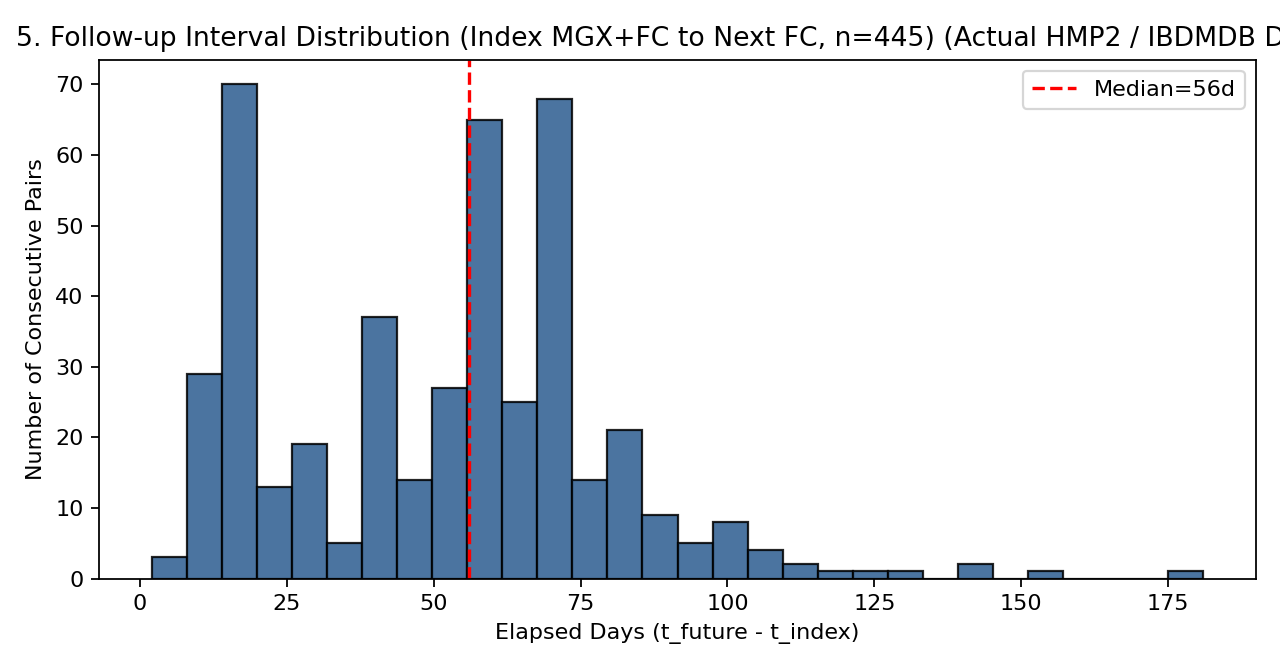 5. Follow-up Interval Distribution (Index MGX+FC to Next FC, n=445) (Actual HMP2 / IBDMDB D
Median=56d
Number of Consecutive Pairs
70
60
50
40
30
20
10
0
0 25 50 75 100 125 150 175
Elapsed Days (t_future - t_index)